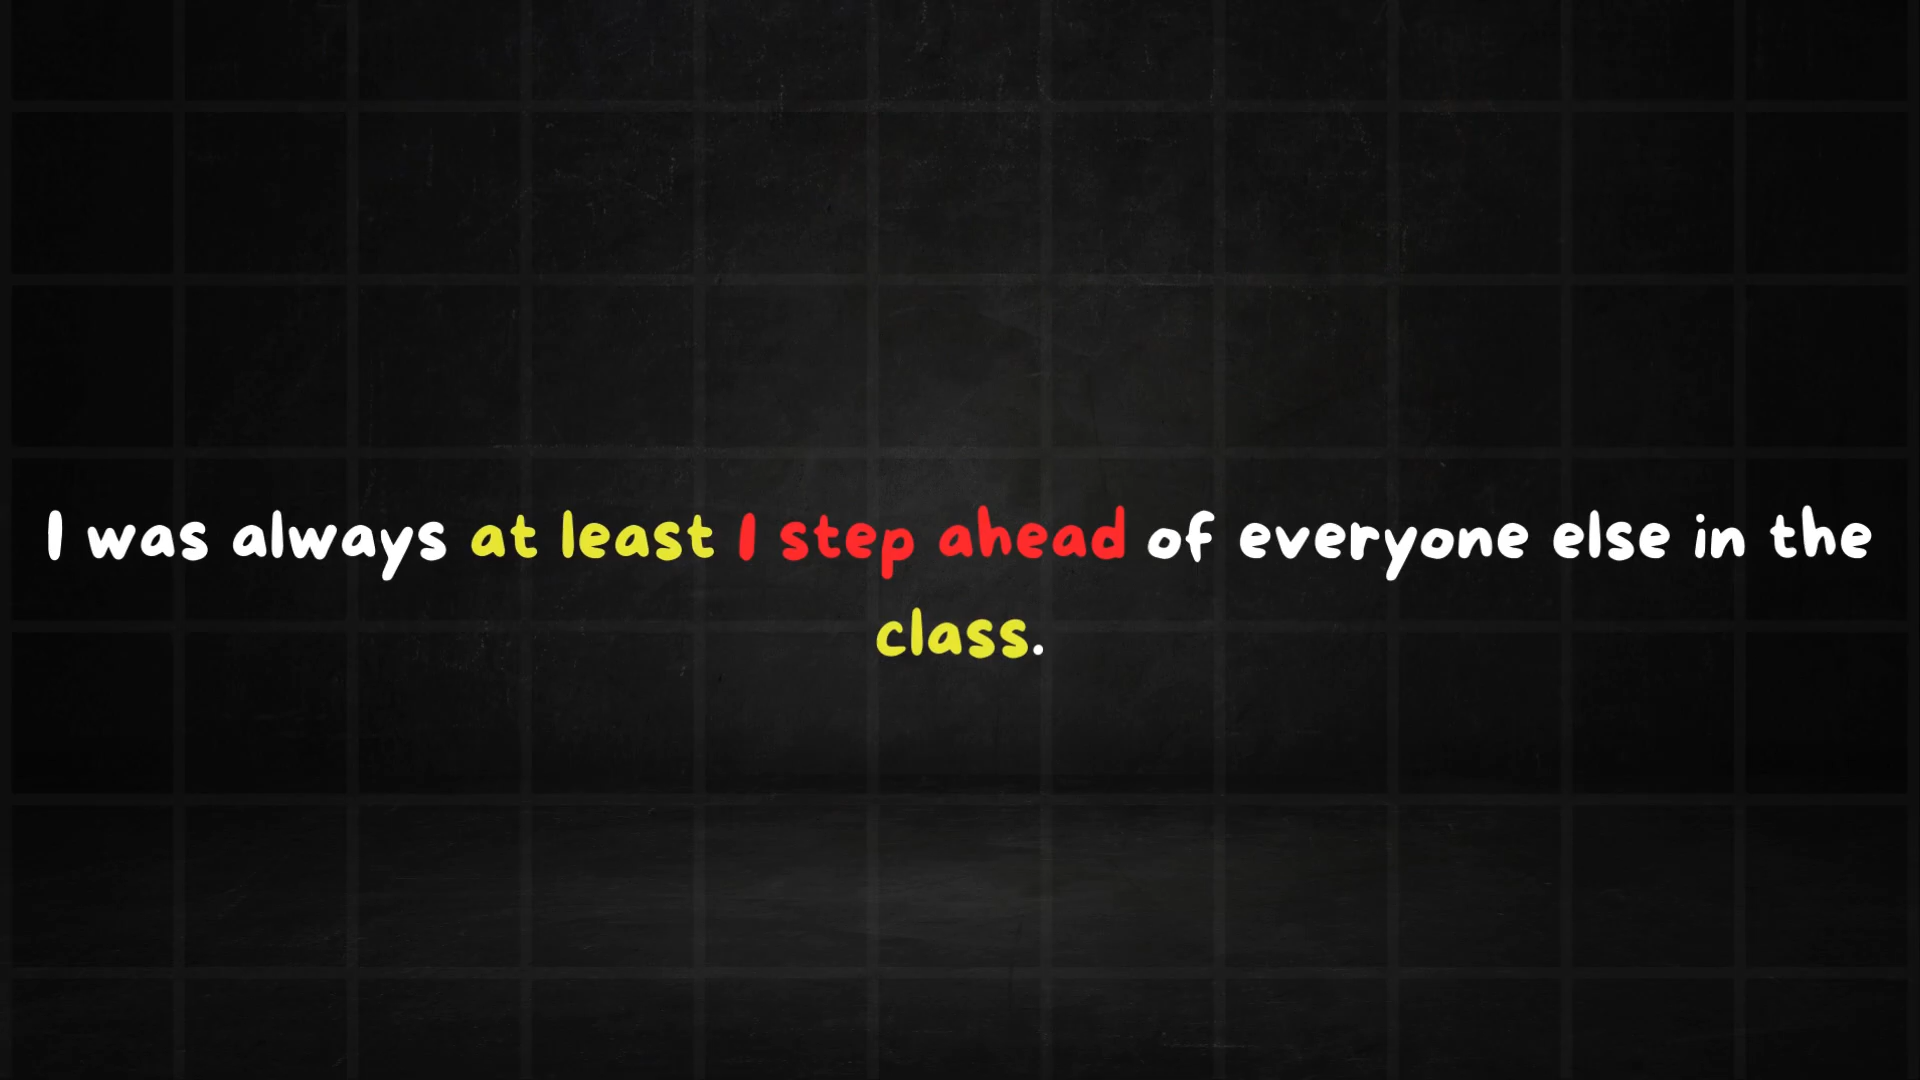 I was always at least 1 step ahead of everyone else in the
class.